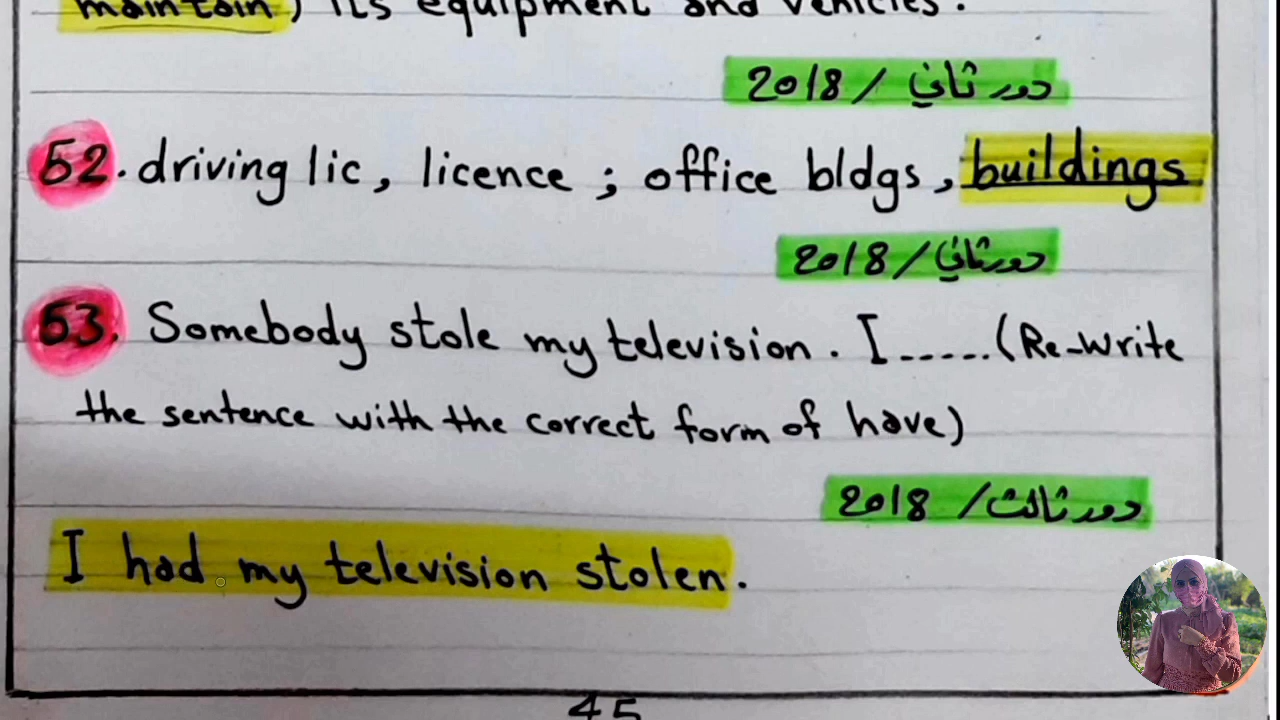 maintain) its equipment and vehicles.
دور ثاني / 2018
52. driving lic, licence ; office bldgs, buildings
دور ثاني / 2018
53. Somebody stole my television. I ......(Re-write
the sentence with the correct form of have)
دور ثالث / 2018
I had my television stolen.
45